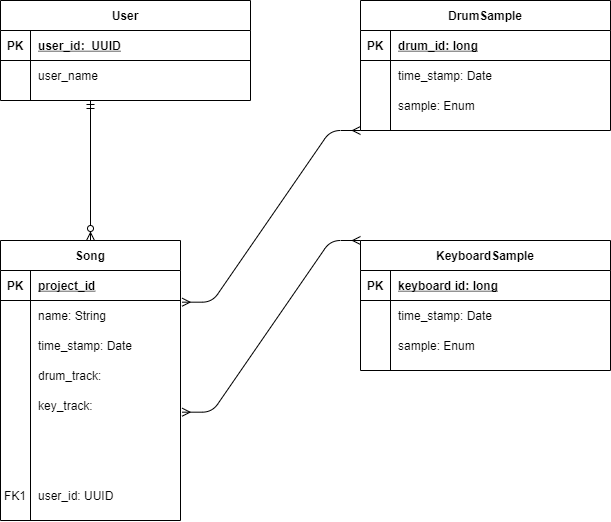 User
PK user_id: UUID
user_name
DrumSample
PK drum_id: long
time_stamp: Date
sample: Enum
Song
PK project_id
name: String
time_stamp: Date
drum_track:
key_track:
FK1 user_id: UUID
KeyboardSample
PK keyboard id: long
time_stamp: Date
sample: Enum